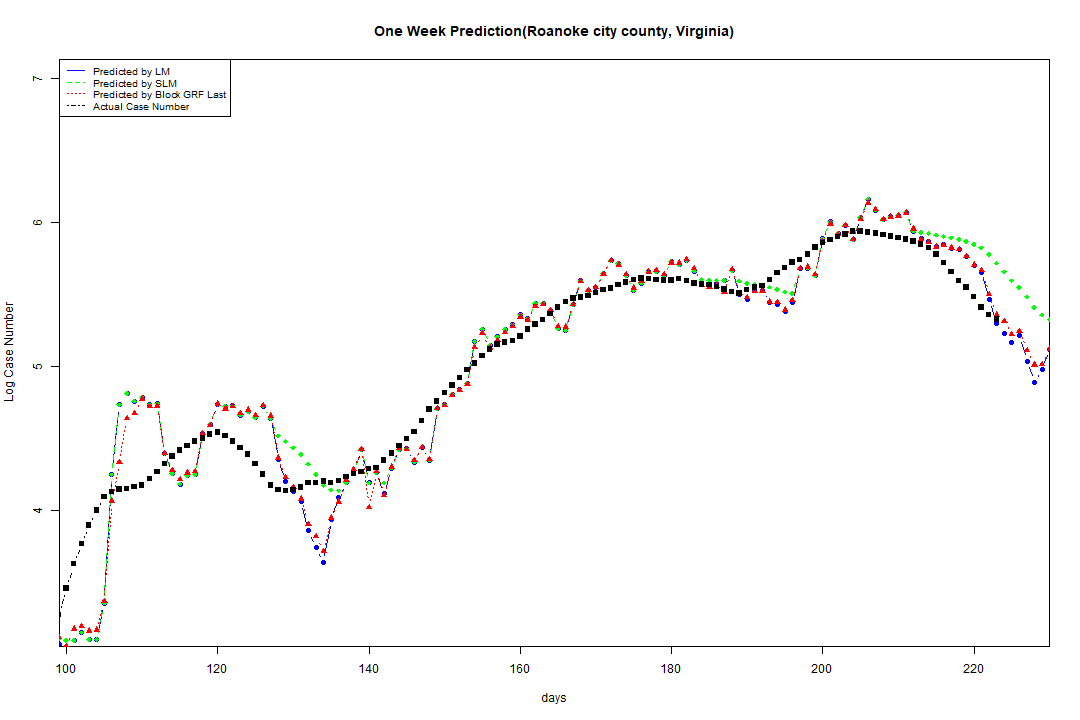 One Week Prediction(Roanoke city county, Virginia)
Predicted by LM
Predicted by SLM
Predicted by Block GRF Last
Actual Case Number
7
6
5
4
Log Case Number
100 120 140 160 180 200 220
days